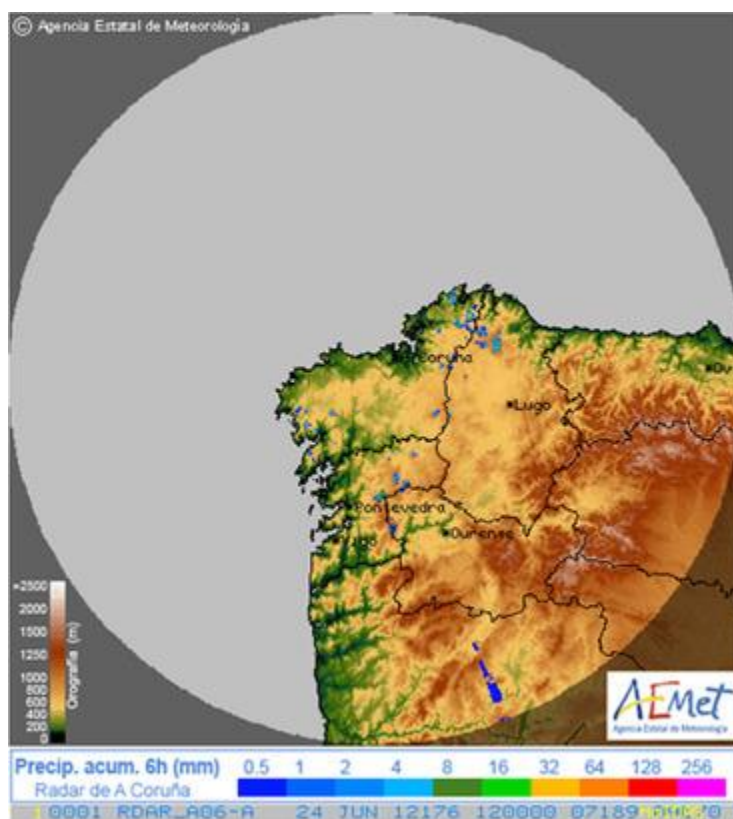 © Agencia Estatal de Meteorología
Coruña
Lugo
Pontevedra
Ourense
Vigo
>2500
2000
1500
1250
1000
800
600
400
200
0
Orografía (m)
AEmet
Agencia Estatal de Meteorología
Precip. acum. 6h (mm) 0.5 1 2 4 8 16 32 64 128 256
Radar de A Coruña
1 0001 RDAR_A06-A 24 JUN 12176 120000 07189